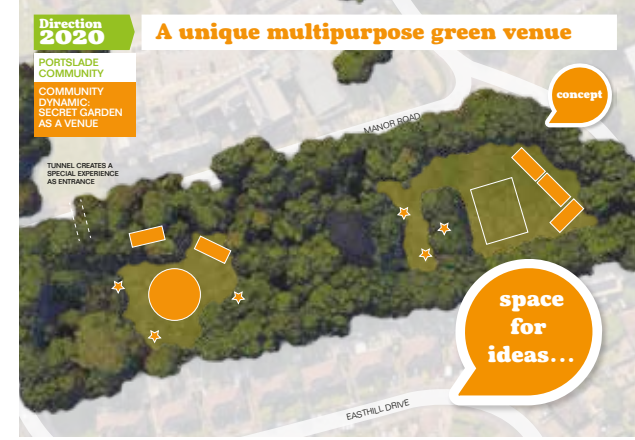 Direction
2020
A unique multipurpose green venue
PORTSLADE
COMMUNITY
COMMUNITY
DYNAMIC:
SECRET GARDEN
AS A VENUE
concept
MANOR ROAD
TUNNEL CREATES A
SPECIAL EXPERIENCE
AS ENTRANCE
space
for
ideas...
EASTHILL DRIVE